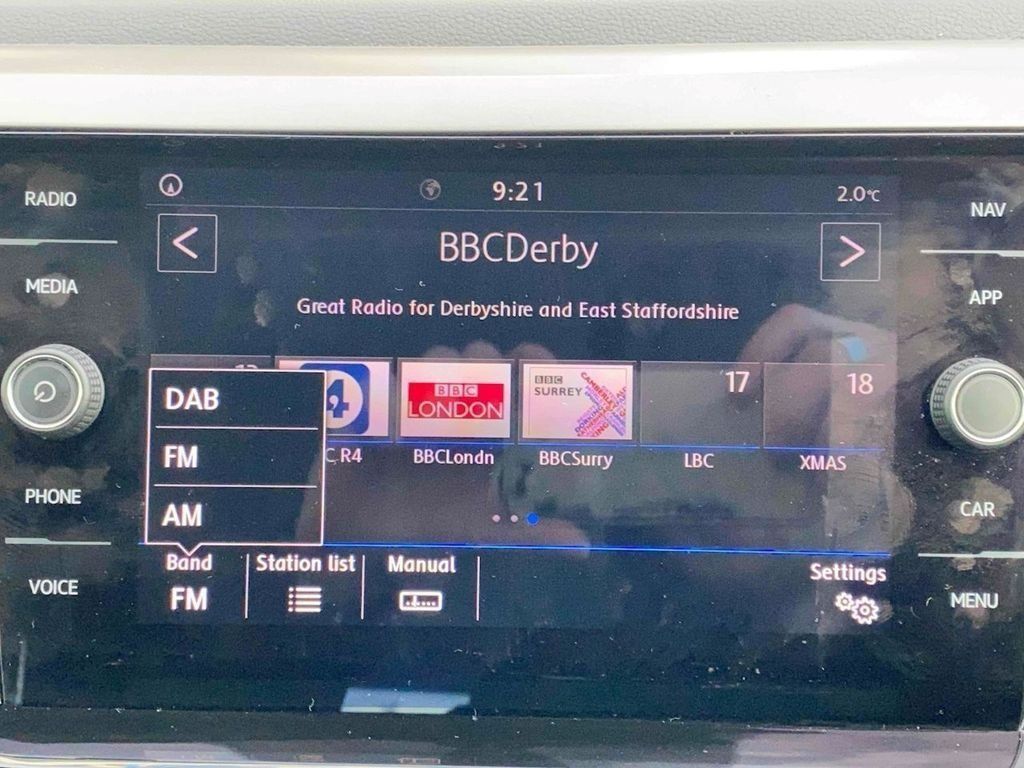 RADIO
MEDIA
PHONE
VOICE
9:21
2.0°C
<
BBCDerby
>
Great Radio for Derbyshire and East Staffordshire
4
BBC
LONDON
BBC
SURREY
17
18
C R4
BBCLondn
BBCSurry
LBC
XMAS
DAB
FM
AM
Band
FM
Station list
Manual
Settings
NAV
APP
CAR
MENU